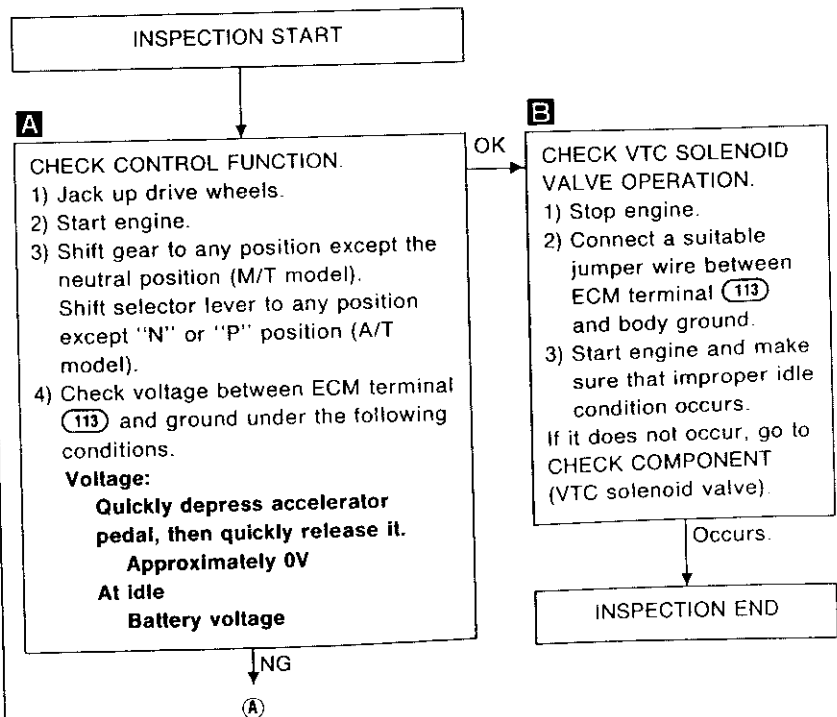 INSPECTION START
A
CHECK CONTROL FUNCTION.
1) Jack up drive wheels.
2) Start engine.
3) Shift gear to any position except the
neutral position (M/T model).
Shift selector lever to any position
except "N" or "P" position (A/T
model).
4) Check voltage between ECM terminal
113 and ground under the following
conditions.
Voltage:
Quickly depress accelerator
pedal, then quickly release it.
Approximately 0V
At idle
Battery voltage
NG
A
OK
B
CHECK VTC SOLENOID
VALVE OPERATION.
1) Stop engine.
2) Connect a suitable
jumper wire between
ECM terminal 113
and body ground.
3) Start engine and make
sure that improper idle
condition occurs.
If it does not occur, go to
CHECK COMPONENT
(VTC solenoid valve).
Occurs.
INSPECTION END